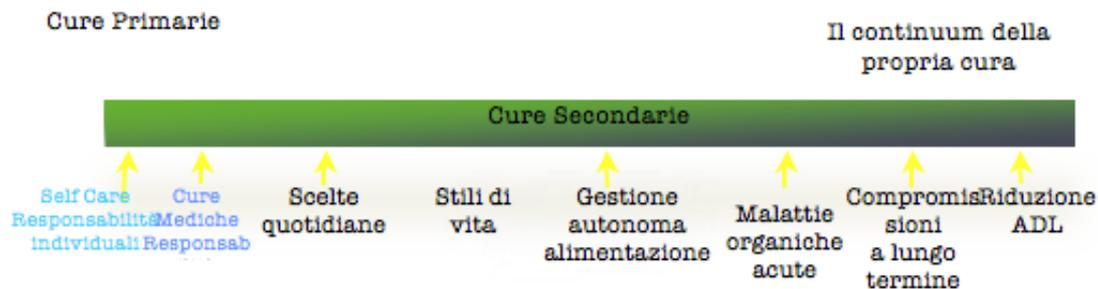 Cure Primarie
Il continuum della
propria cura
Cure Secondarie
Self Care
Responsabilità
individuali
Cure
Mediche
Responsab
Scelte
quotidiane
Stili di
vita
Gestione
autonoma
alimentazione
Malattie
organiche
acute
Compromis
sioni
a lungo
termine
Riduzione
ADL